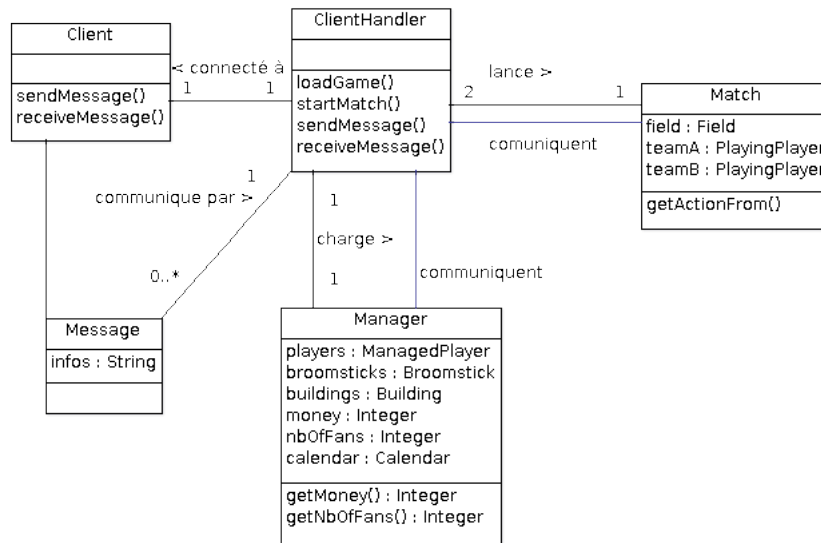 Client
sendMessage()
receiveMessage()
< connecté à
1
1
ClientHandler
loadGame()
startMatch()
sendMessage()
receiveMessage()
lance >
2
1
comuniquent
Match
field : Field
teamA : PlayingPlayer
teamB : PlayingPlayer
getActionFrom()
1
communique par >
0..*
1
charge >
1
communiquent
Message
infos : String
Manager
players : ManagedPlayer
broomsticks : Broomstick
buildings : Building
money : Integer
nbOfFans : Integer
calendar : Calendar
getMoney() : Integer
getNbOfFans() : Integer